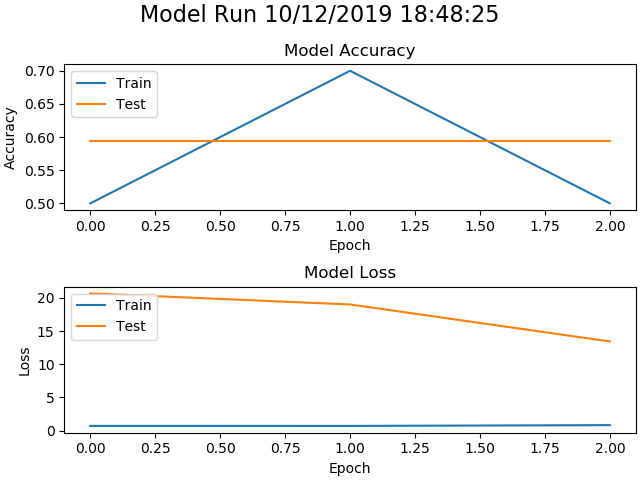 Model Run 10/12/2019 18:48:25
Model Accuracy
0.70
0.65
0.60
0.55
0.50
Accuracy
Train
Test
0.00 0.25 0.50 0.75 1.00 1.25 1.50 1.75 2.00
Epoch
Model Loss
20
15
10
5
0
Loss
Train
Test
0.00 0.25 0.50 0.75 1.00 1.25 1.50 1.75 2.00
Epoch